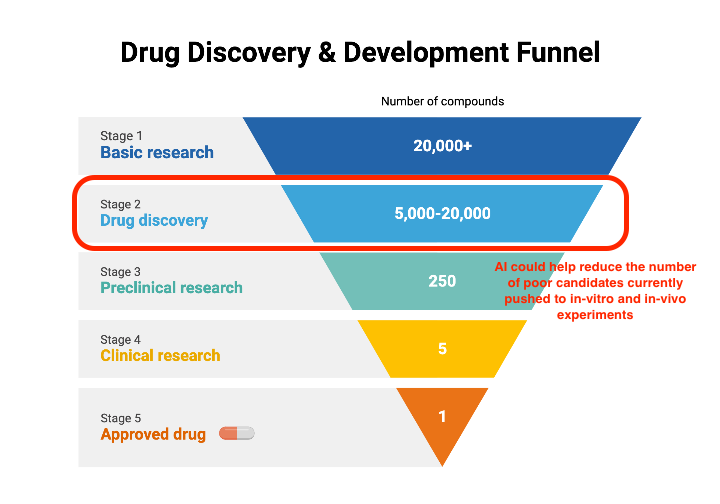 Drug Discovery & Development Funnel
Number of compounds
Stage 1
Basic research
20,000+
Stage 2
Drug discovery
5,000-20,000
Stage 3
Preclinical research
250
AI could help reduce the number
of poor candidates currently
pushed to in-vitro and in-vivo
experiments
Stage 4
Clinical research
5
Stage 5
Approved drug
1